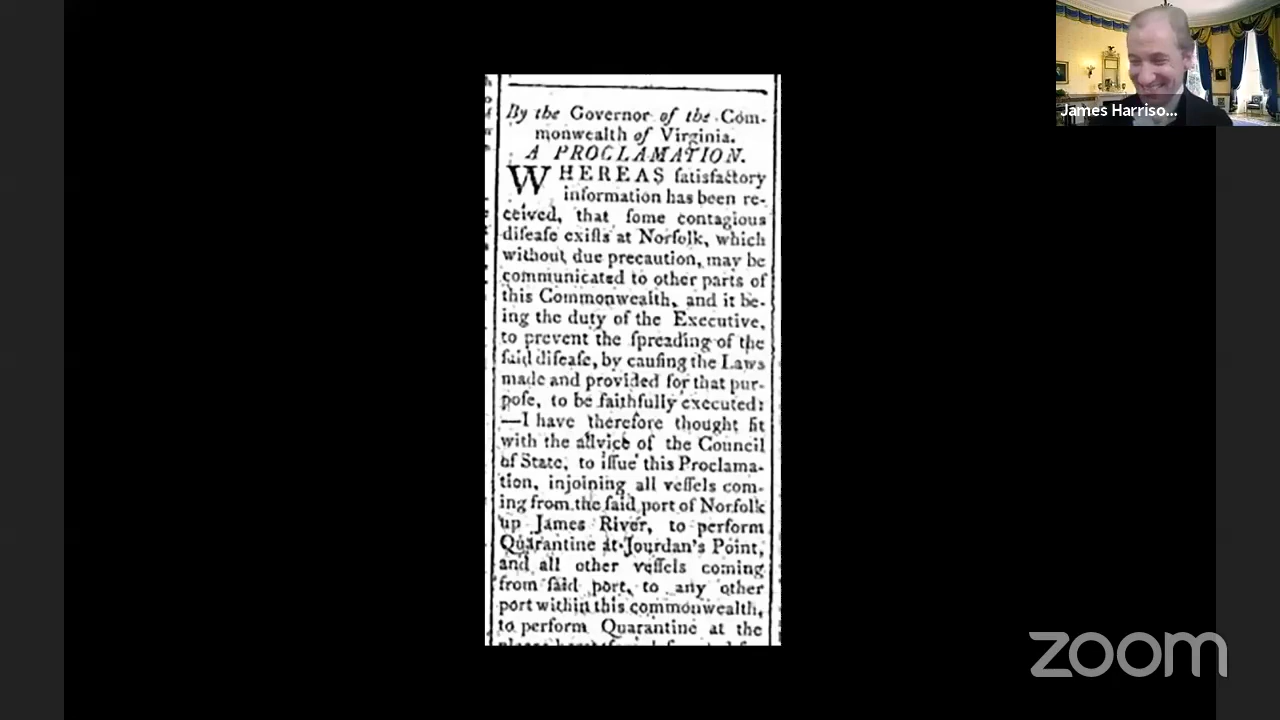 By the Governor of the Com-
monwealth of Virginia.
A PROCLAMATION.
WHEREAS ſatisfactory
information has been re-
ceived, that ſome contagious
diſeaſe exiſts at Norfolk, which
without due precaution, may be
communicated to other parts of
this Commonwealth, and it be-
ing the duty of the Executive,
to prevent the ſpreading of the
ſaid diſeaſe, by cauſing the Laws
made and provided for that pur-
poſe, to be faithfully executed:
—I have therefore thought fit
with the advice of the Council
of State, to iſſue this Proclama-
tion, injoining all veſſels com-
ing from the ſaid port of Norfolk
up James River, to perform
Quarantine at Jourdan's Point,
and all other veſſels coming
from ſaid port, to any other
port within this commonwealth,
to perform Quarantine at the
James Harriso...
zoom